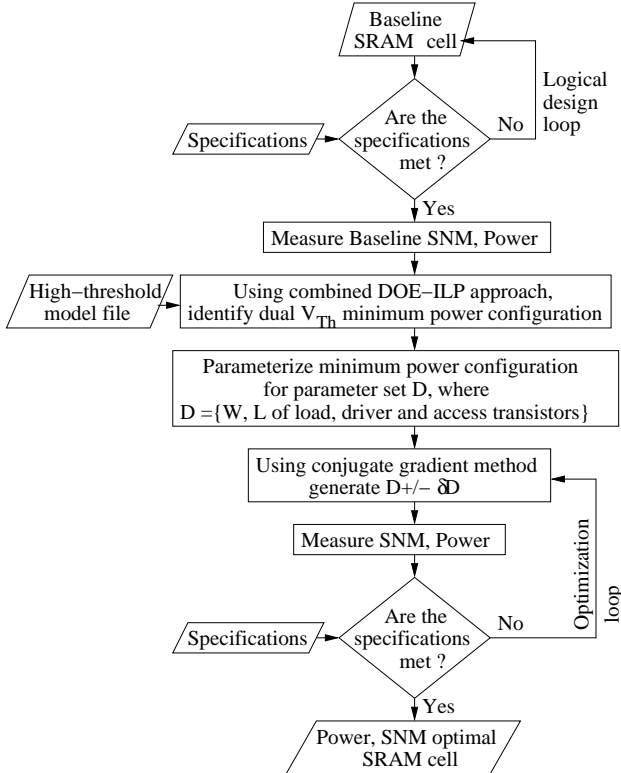 Baseline
SRAM cell
Logical
design
loop
Are the
specifications
met ?
No
Specifications
Yes
Measure Baseline SNM, Power
High−threshold
model file
Using combined DOE−ILP approach,
identify dual V_Th minimum power configuration
Parameterize minimum power configuration
for parameter set D, where
D ={W, L of load, driver and access transistors}
Using conjugate gradient method
generate D+/− δD
Measure SNM, Power
Optimization
loop
Are the
specifications
met ?
No
Specifications
Yes
Power, SNM optimal
SRAM cell